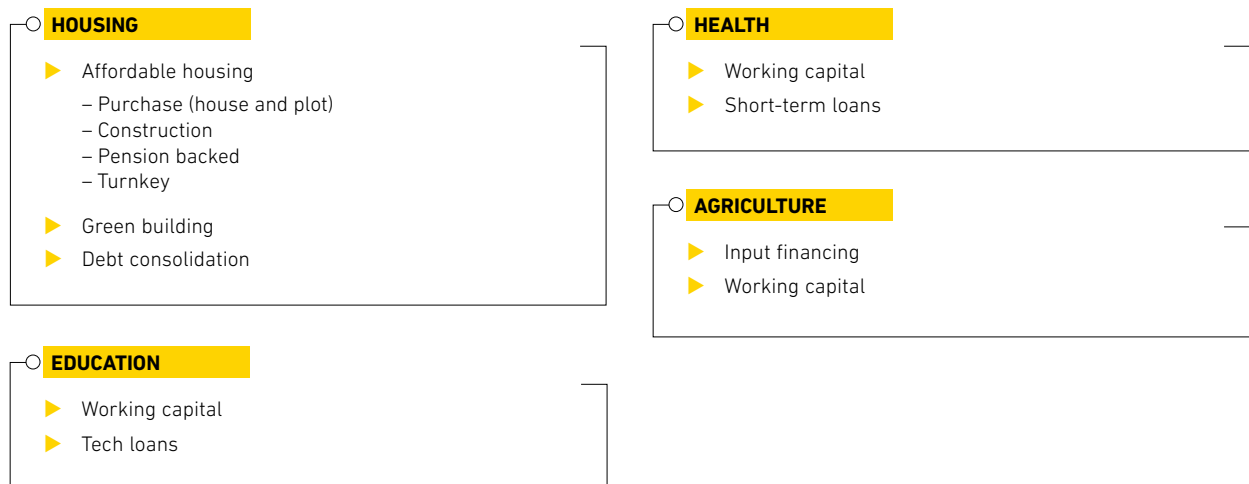 HOUSING
Affordable housing
– Purchase (house and plot)
– Construction
– Pension backed
– Turnkey
Green building
Debt consolidation
EDUCATION
Working capital
Tech loans
HEALTH
Working capital
Short-term loans
AGRICULTURE
Input financing
Working capital